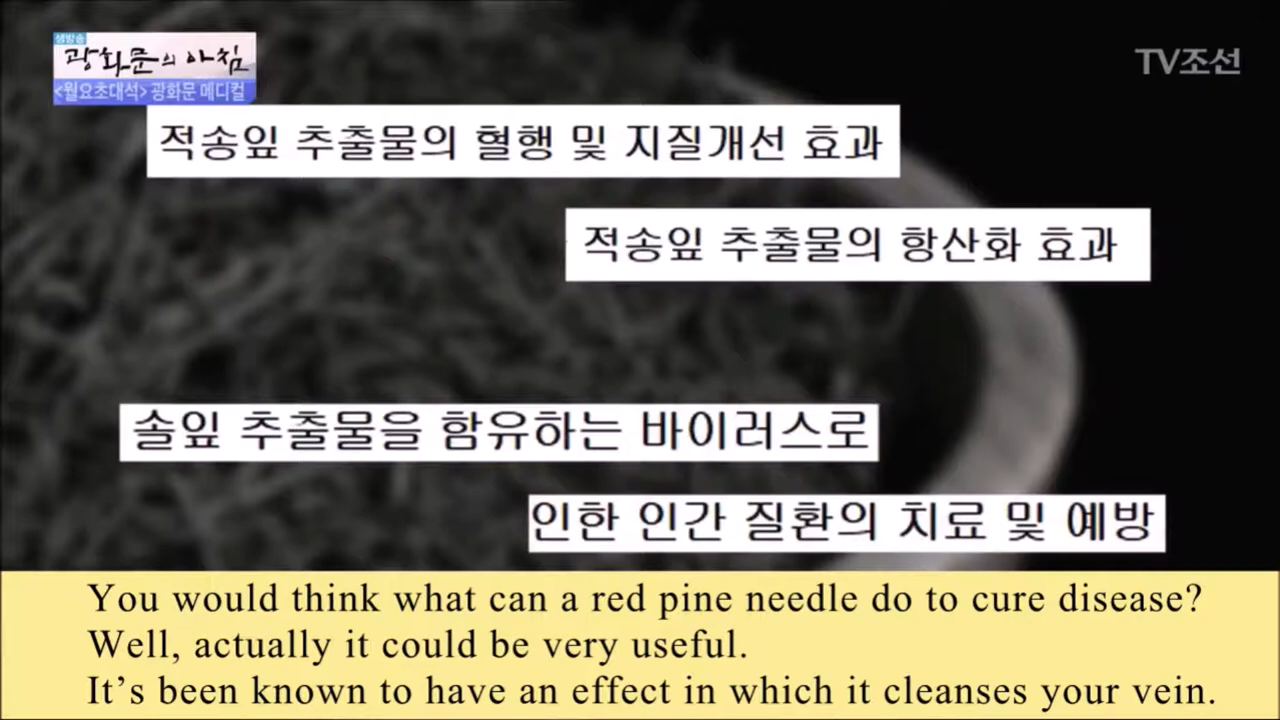 생방송
광화문의 아침
<월요초대석> 광화문 메디컬
TV조선
적송잎 추출물의 혈행 및 지질개선 효과
적송잎 추출물의 항산화 효과
솔잎 추출물을 함유하는 바이러스로
인한 인간 질환의 치료 및 예방
You would think what can a red pine needle do to cure disease?
Well, actually it could be very useful.
It’s been known to have an effect in which it cleanses your vein.